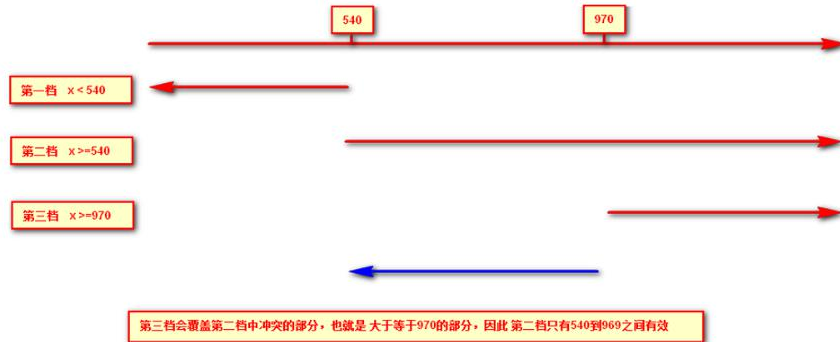 540
970
第一档 x < 540
第二档 x >=540
第三档 x >=970
第三档会覆盖第二档中冲突的部分，也就是 大于等于970的部分，因此 第二档只有540到969之间有效